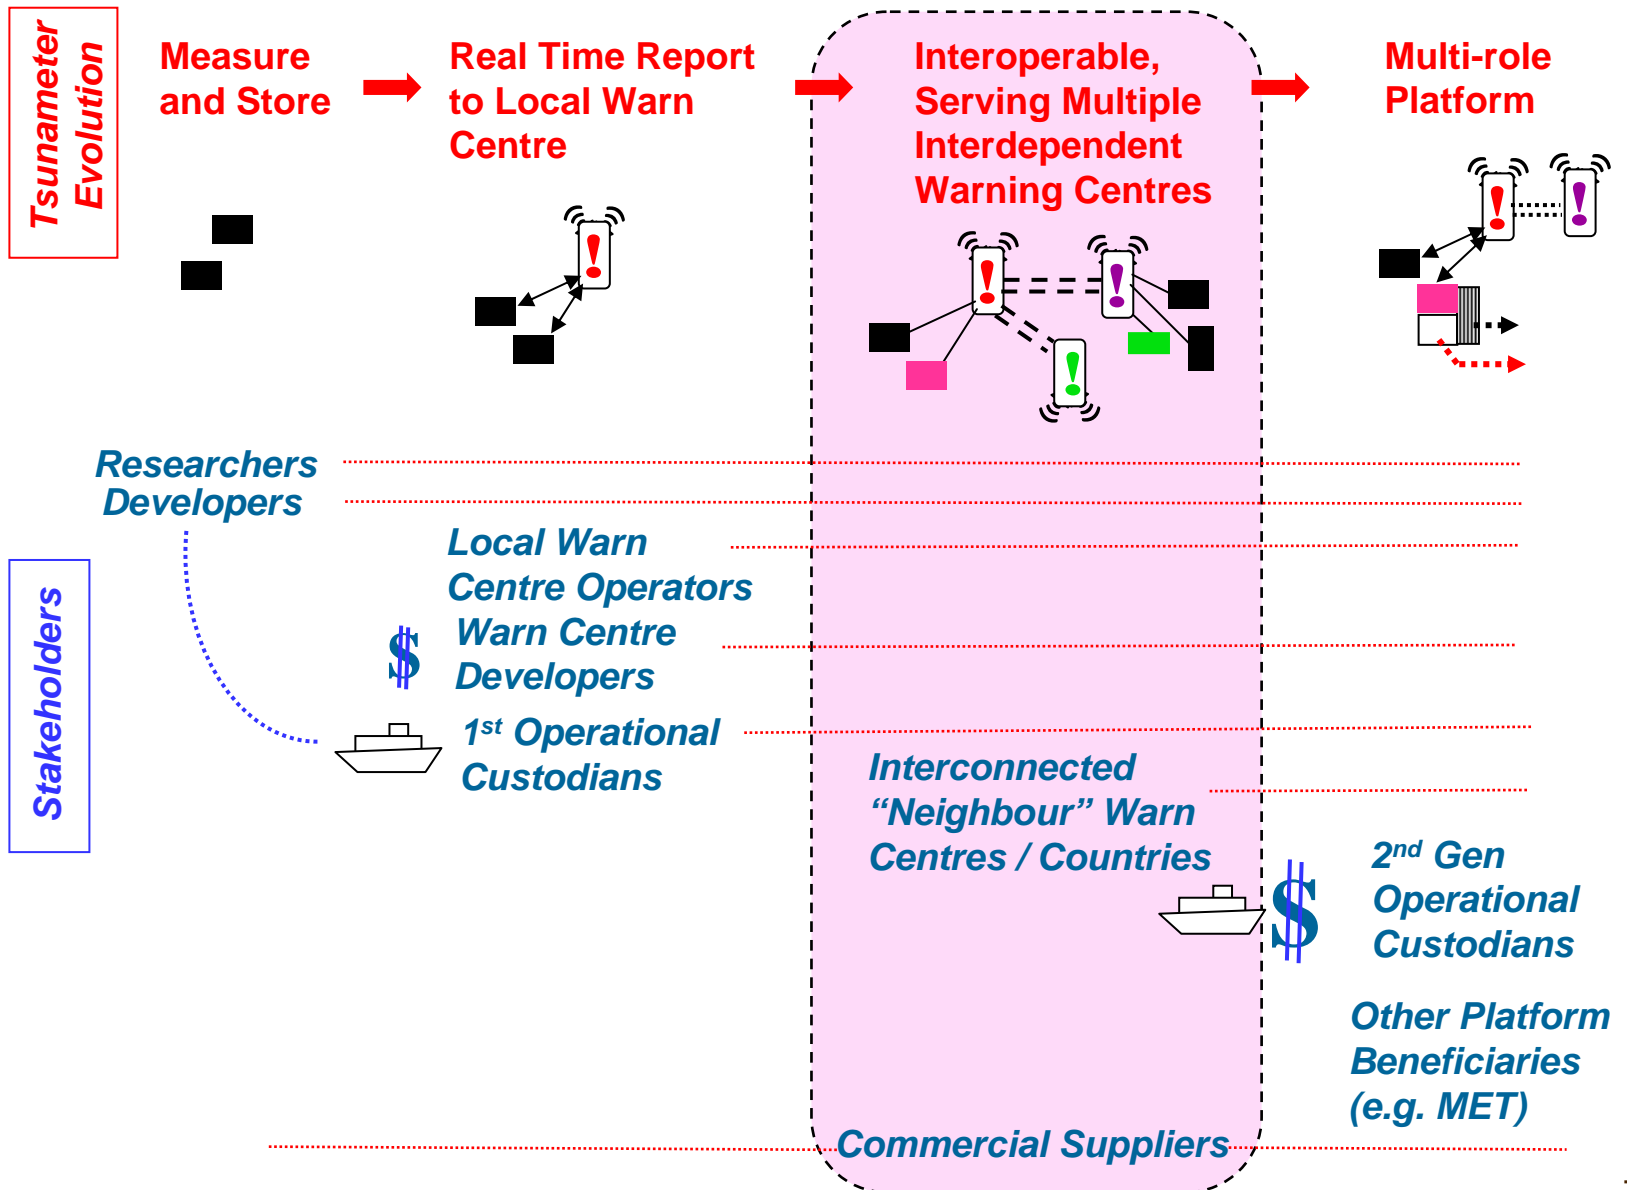 Tsunameter
Evolution
Measure
and Store
Real Time Report
to Local Warn
Centre
Interoperable,
Serving Multiple
Interdependent
Warning Centres
Multi-role
Platform
!
!
!
!
!
!
Stakeholders
Researchers
Developers
Local Warn
Centre Operators
$
Warn Centre
Developers
1st Operational
Custodians
Interconnected
“Neighbour” Warn
Centres / Countries
$
2nd Gen
Operational
Custodians
Other Platform
Beneficiaries
(e.g. MET)
Commercial Suppliers